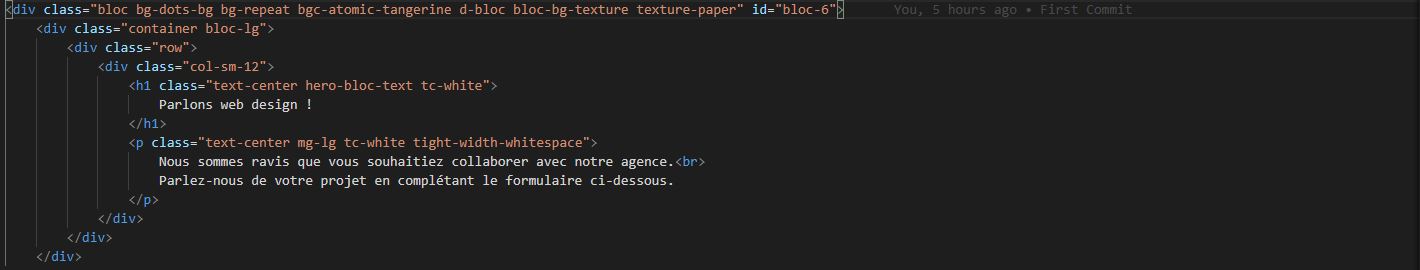 <div class="bloc bg-dots-bg bg-repeat bgc-atomic-tangerine d-bloc bloc-bg-texture texture-paper" id="bloc-6"> You, 5 hours ago • First Commit
<div class="container bloc-lg">
<div class="row">
<div class="col-sm-12">
<h1 class="text-center hero-bloc-text tc-white">
Parlons web design !
</h1>
<p class="text-center mg-lg tc-white tight-width-whitespace">
Nous sommes ravis que vous souhaitiez collaborer avec notre agence.<br>
Parlez-nous de votre projet en complétant le formulaire ci-dessous.
</p>
</div>
</div>
</div>